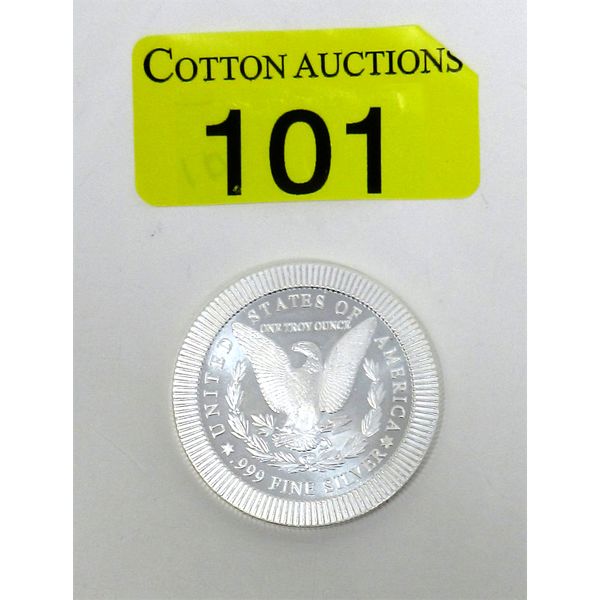 COTTON AUCTIONS
101
UNITED STATES OF AMERICA
ONE TROY OUNCE
.999 FINE SILVER